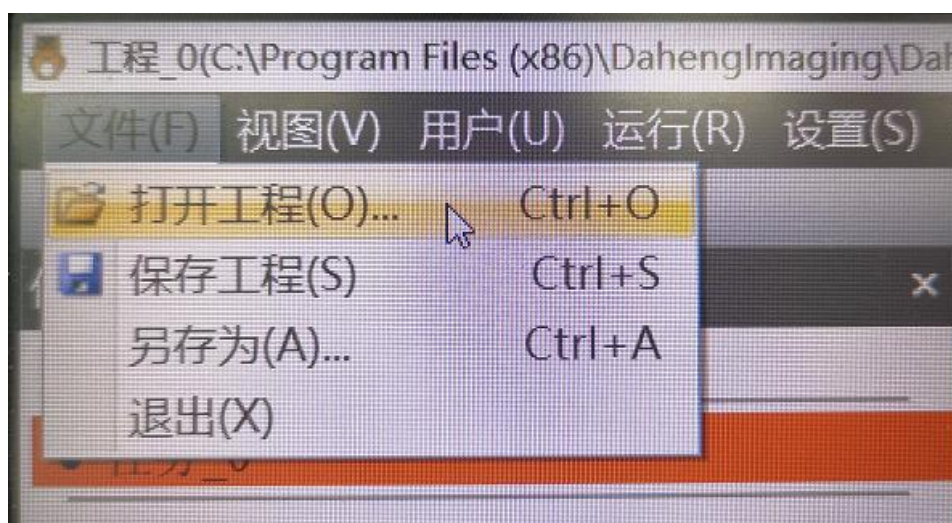 工程_0(C:\Program Files (x86)\DahengImaging\Da
文件(F) 视图(V) 用户(U) 运行(R) 设置(S)
打开工程(O)... Ctrl+O
保存工程(S) Ctrl+S
另存为(A)... Ctrl+A
退出(X)